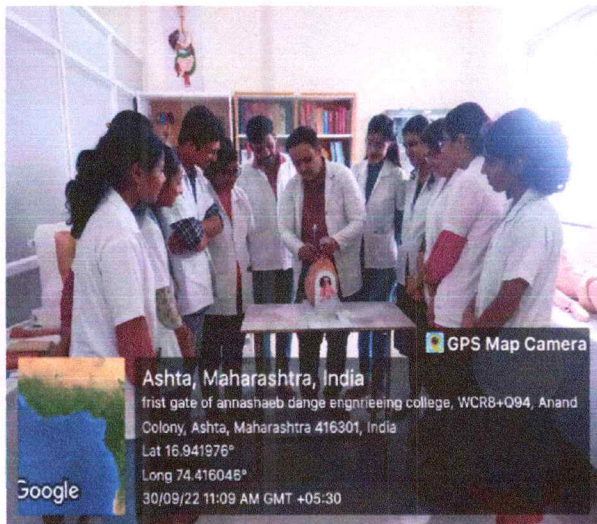 GPS Map Camera
Ashta, Maharashtra, India
frist gate of annashaeb dange engnrieeing college, WCR8+Q94, Anand
Colony, Ashta, Maharashtra 416301, India
Lat 16.941976°
Long 74.416046°
30/09/22 11:09 AM GMT +05:30
Google